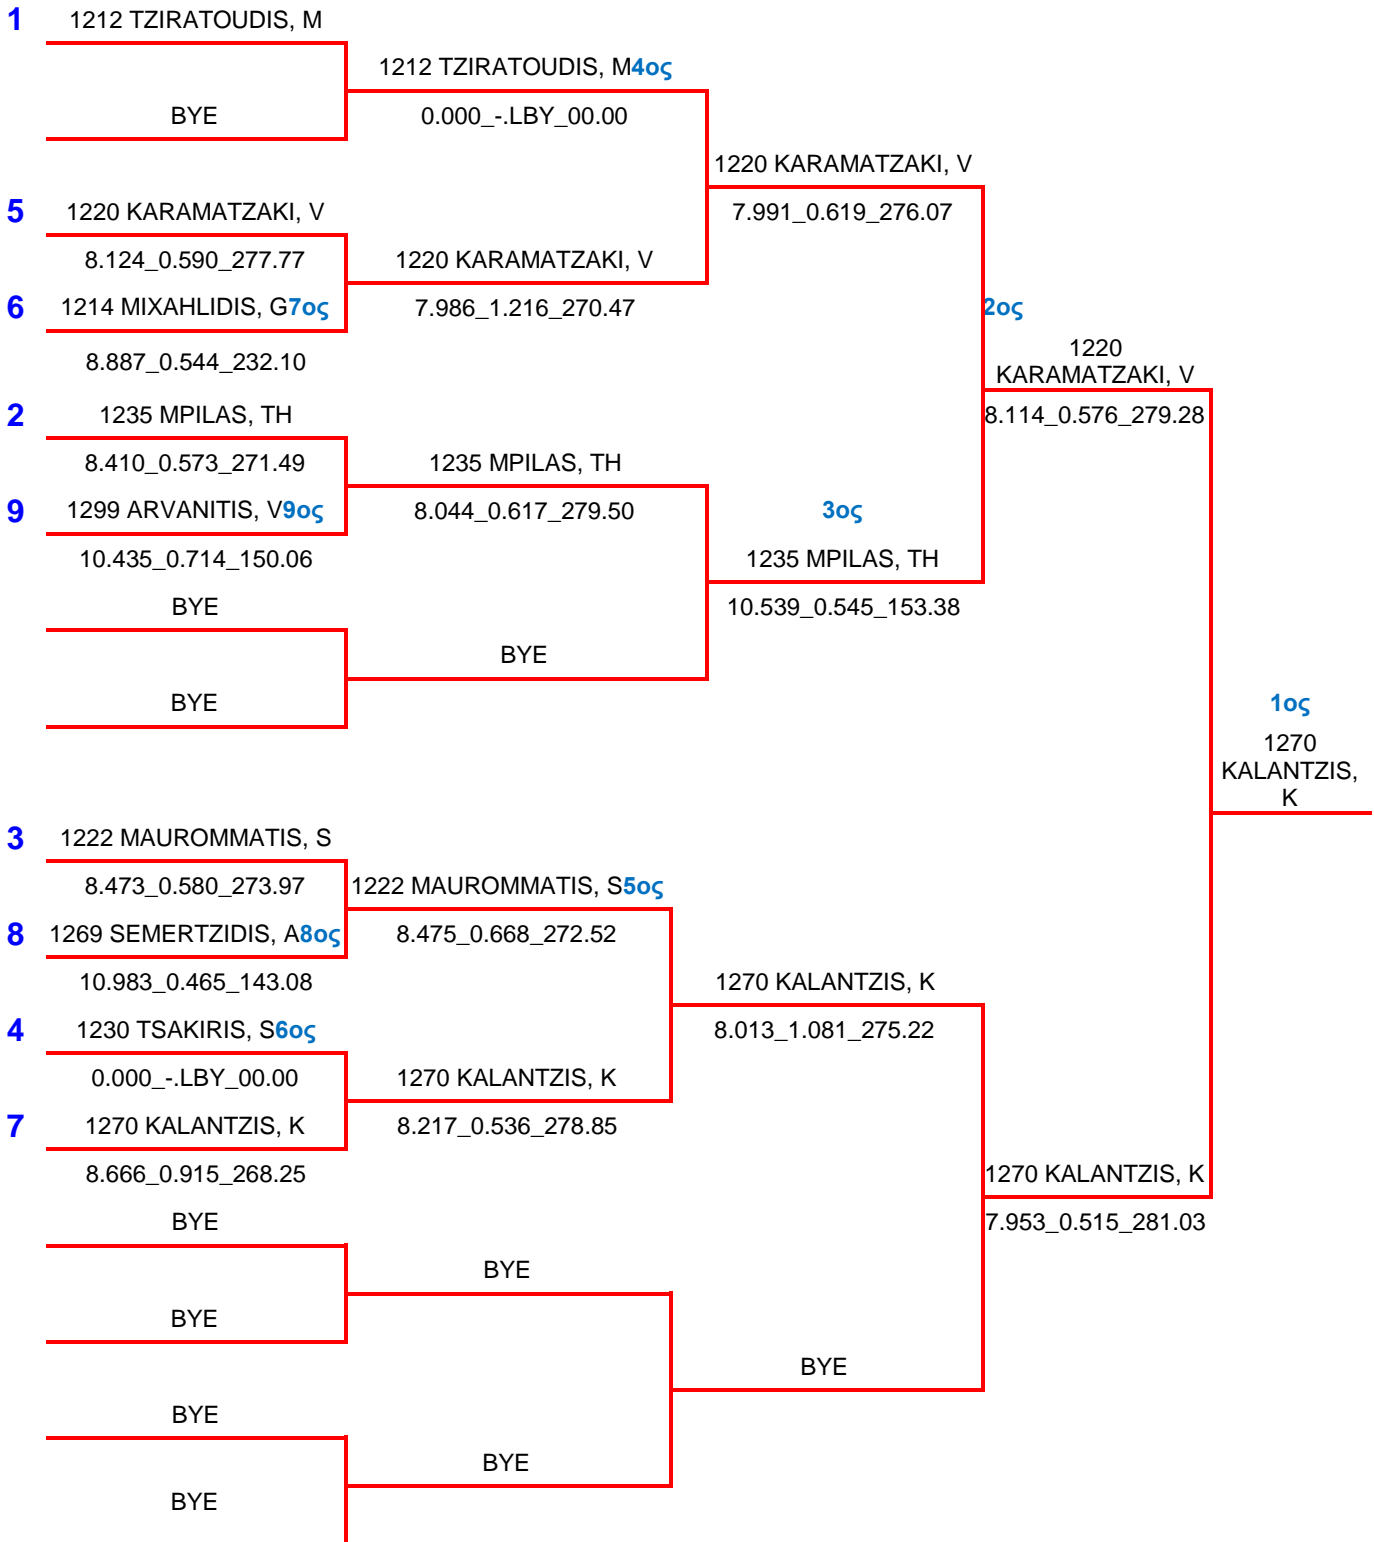 1 1212 TZIRATOUDIS, M
1212 TZIRATOUDIS, M4ος
BYE 0.000_-.LBY_00.00
1220 KARAMATZAKI, V
5 1220 KARAMATZAKI, V 7.991_0.619_276.07
8.124_0.590_277.77 1220 KARAMATZAKI, V
6 1214 MIXAHLIDIS, G7ος 7.986_1.216_270.47 2ος
8.887_0.544_232.10 1220
KARAMATZAKI, V
2 1235 MPILAS, TH 8.114_0.576_279.28
8.410_0.573_271.49 1235 MPILAS, TH
9 1299 ARVANITIS, V9ος 8.044_0.617_279.50 3ος
10.435_0.714_150.06 1235 MPILAS, TH
BYE 10.539_0.545_153.38
BYE
BYE 1ος
1270
KALANTZIS,
K
3 1222 MAUROMMATIS, S
8.473_0.580_273.97 1222 MAUROMMATIS, S5ος
8 1269 SEMERTZIDIS, A8ος 8.475_0.668_272.52
10.983_0.465_143.08 1270 KALANTZIS, K
4 1230 TSAKIRIS, S6ος 8.013_1.081_275.22
0.000_-.LBY_00.00 1270 KALANTZIS, K
7 1270 KALANTZIS, K 8.217_0.536_278.85
8.666_0.915_268.25 1270 KALANTZIS, K
BYE 7.953_0.515_281.03
BYE
BYE
BYE
BYE
BYE
BYE